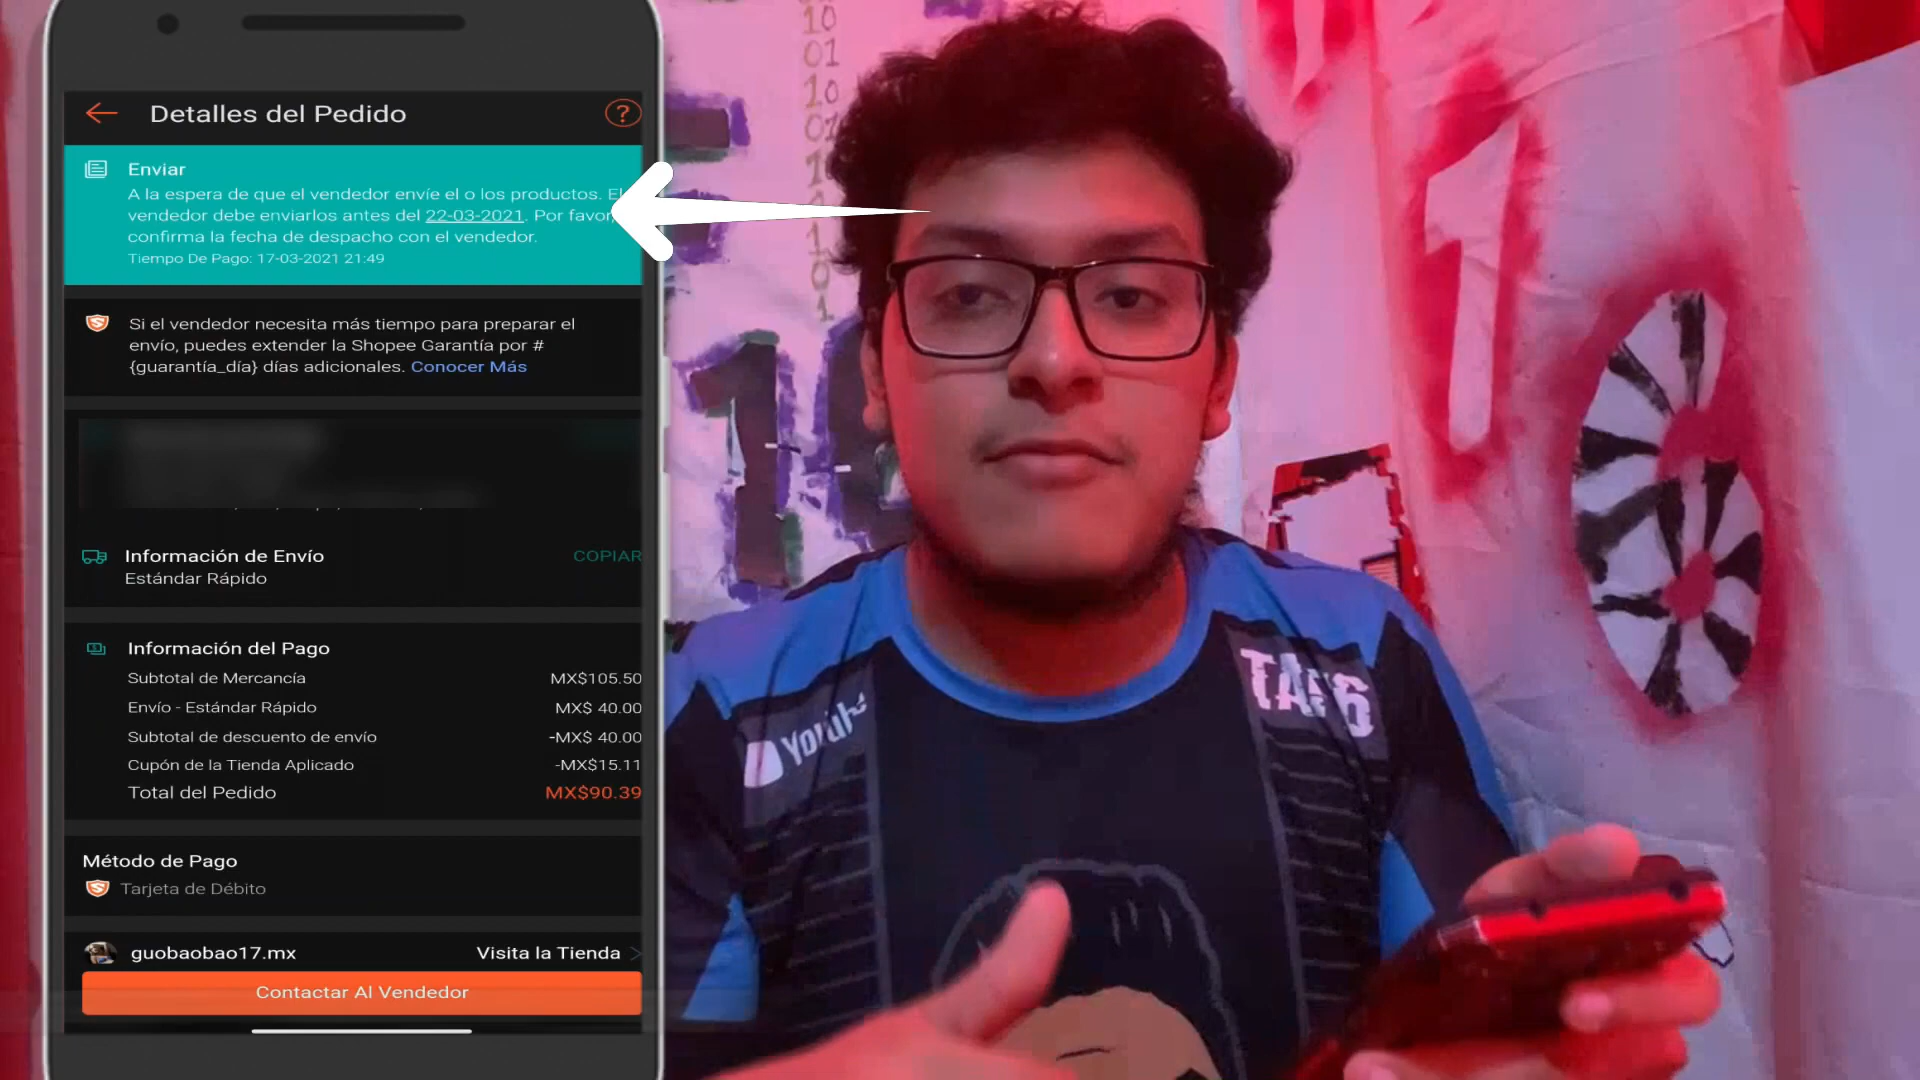 Detalles del Pedido
?
Enviar
A la espera de que el vendedor envíe el o los productos. El
vendedor debe enviarlos antes del 22-03-2021. Por favor,
confirma la fecha de despacho con el vendedor.
Tiempo De Pago: 17-03-2021 21:49
Si el vendedor necesita más tiempo para preparar el
envío, puedes extender la Shopee Garantía por #
{guarantía_día} días adicionales. Conocer Más
Información de Envío COPIAR
Estándar Rápido
Información del Pago
Subtotal de Mercancía MX$105.50
Envío - Estándar Rápido MX$ 40.00
Subtotal de descuento de envío -MX$ 40.00
Cupón de la Tienda Aplicado -MX$15.11
Total del Pedido MX$90.39
Método de Pago
Tarjeta de Débito
guobaobao17.mx Visita la Tienda >
Contactar Al Vendedor
10
01
10
01